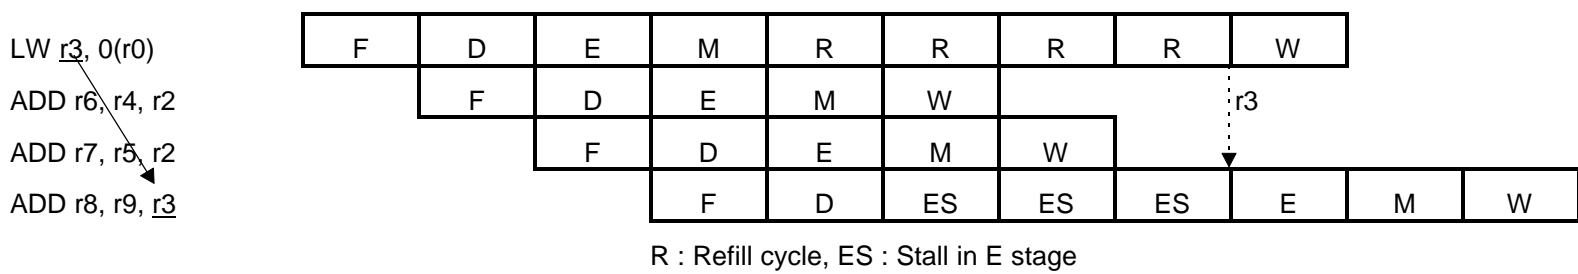 LW r3, 0(r0) F D E M R R R R W
ADD r6, r4, r2 F D E M W r3
ADD r7, r5, r2 F D E M W
ADD r8, r9, r3 F D ES ES ES E M W
R : Refill cycle, ES : Stall in E stage